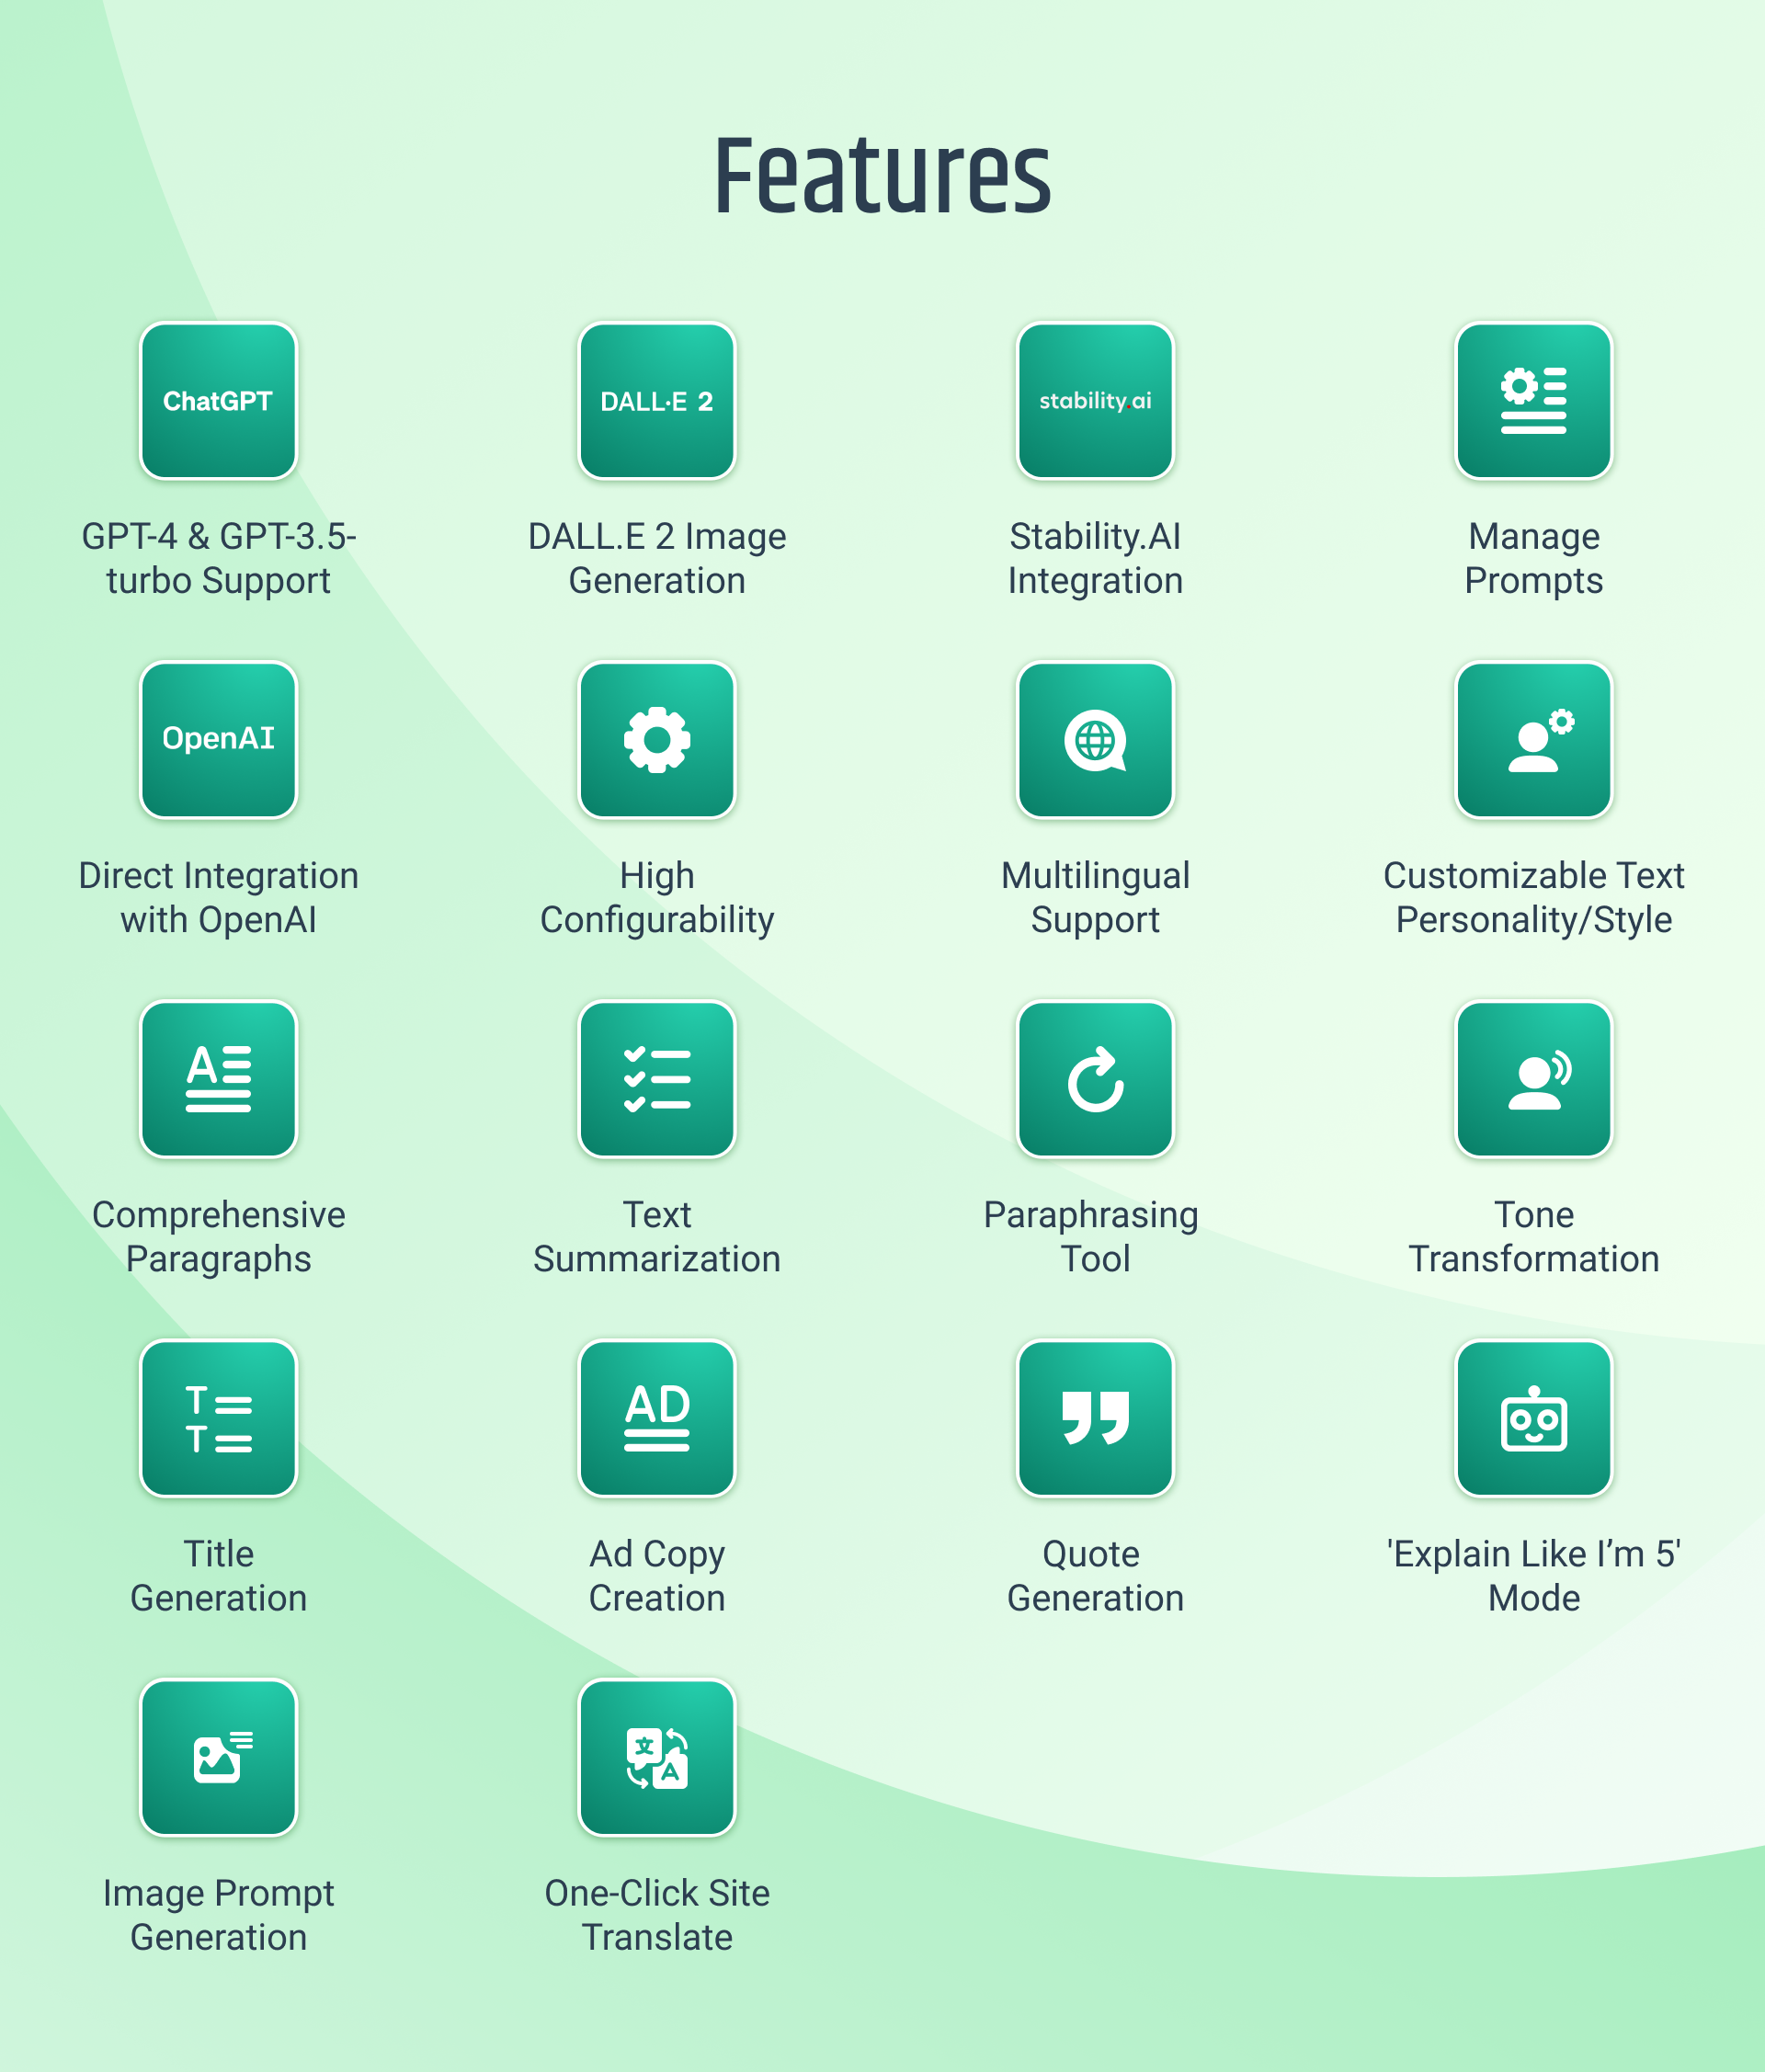 Features
ChatGPT
DALL·E 2
stability.ai
GPT-4 & GPT-3.5-
turbo Support
DALL.E 2 Image
Generation
Stability.AI
Integration
Manage
Prompts
OpenAI
Direct Integration
with OpenAI
High
Configurability
Multilingual
Support
Customizable Text
Personality/Style
A
Comprehensive
Paragraphs
Text
Summarization
Paraphrasing
Tool
Tone
Transformation
T
T
AD
Title
Generation
Ad Copy
Creation
Quote
Generation
'Explain Like I’m 5'
Mode
文
A
Image Prompt
Generation
One-Click Site
Translate